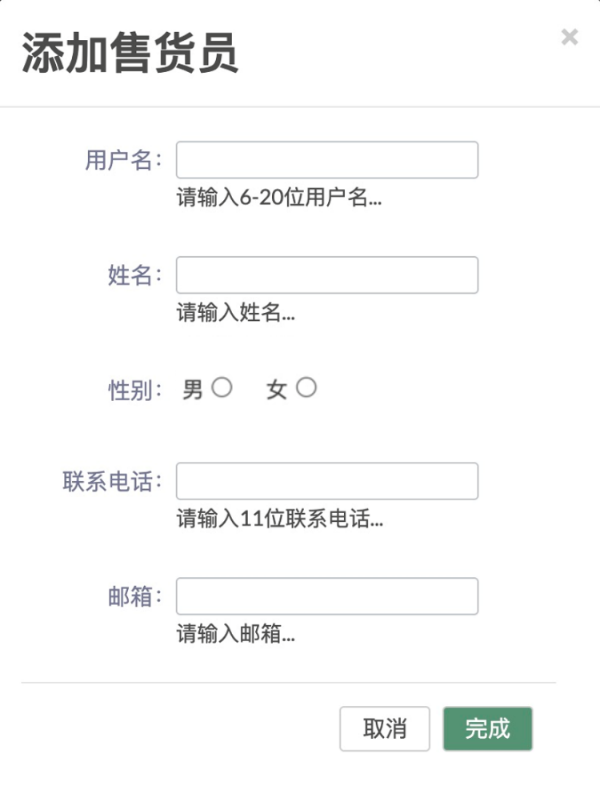 添加售货员
×
用户名：
请输入6-20位用户名...
姓名：
请输入姓名...
性别： 男 女
联系电话：
请输入11位联系电话...
邮箱：
请输入邮箱...
取消 完成